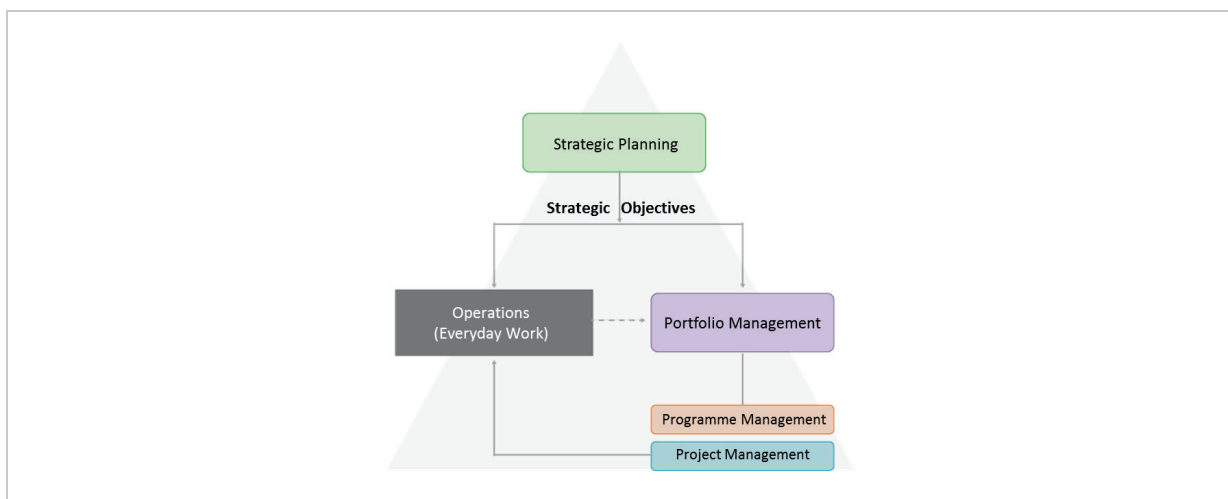 Strategic Planning
Strategic Objectives
Operations
(Everyday Work)
Portfolio Management
Programme Management
Project Management